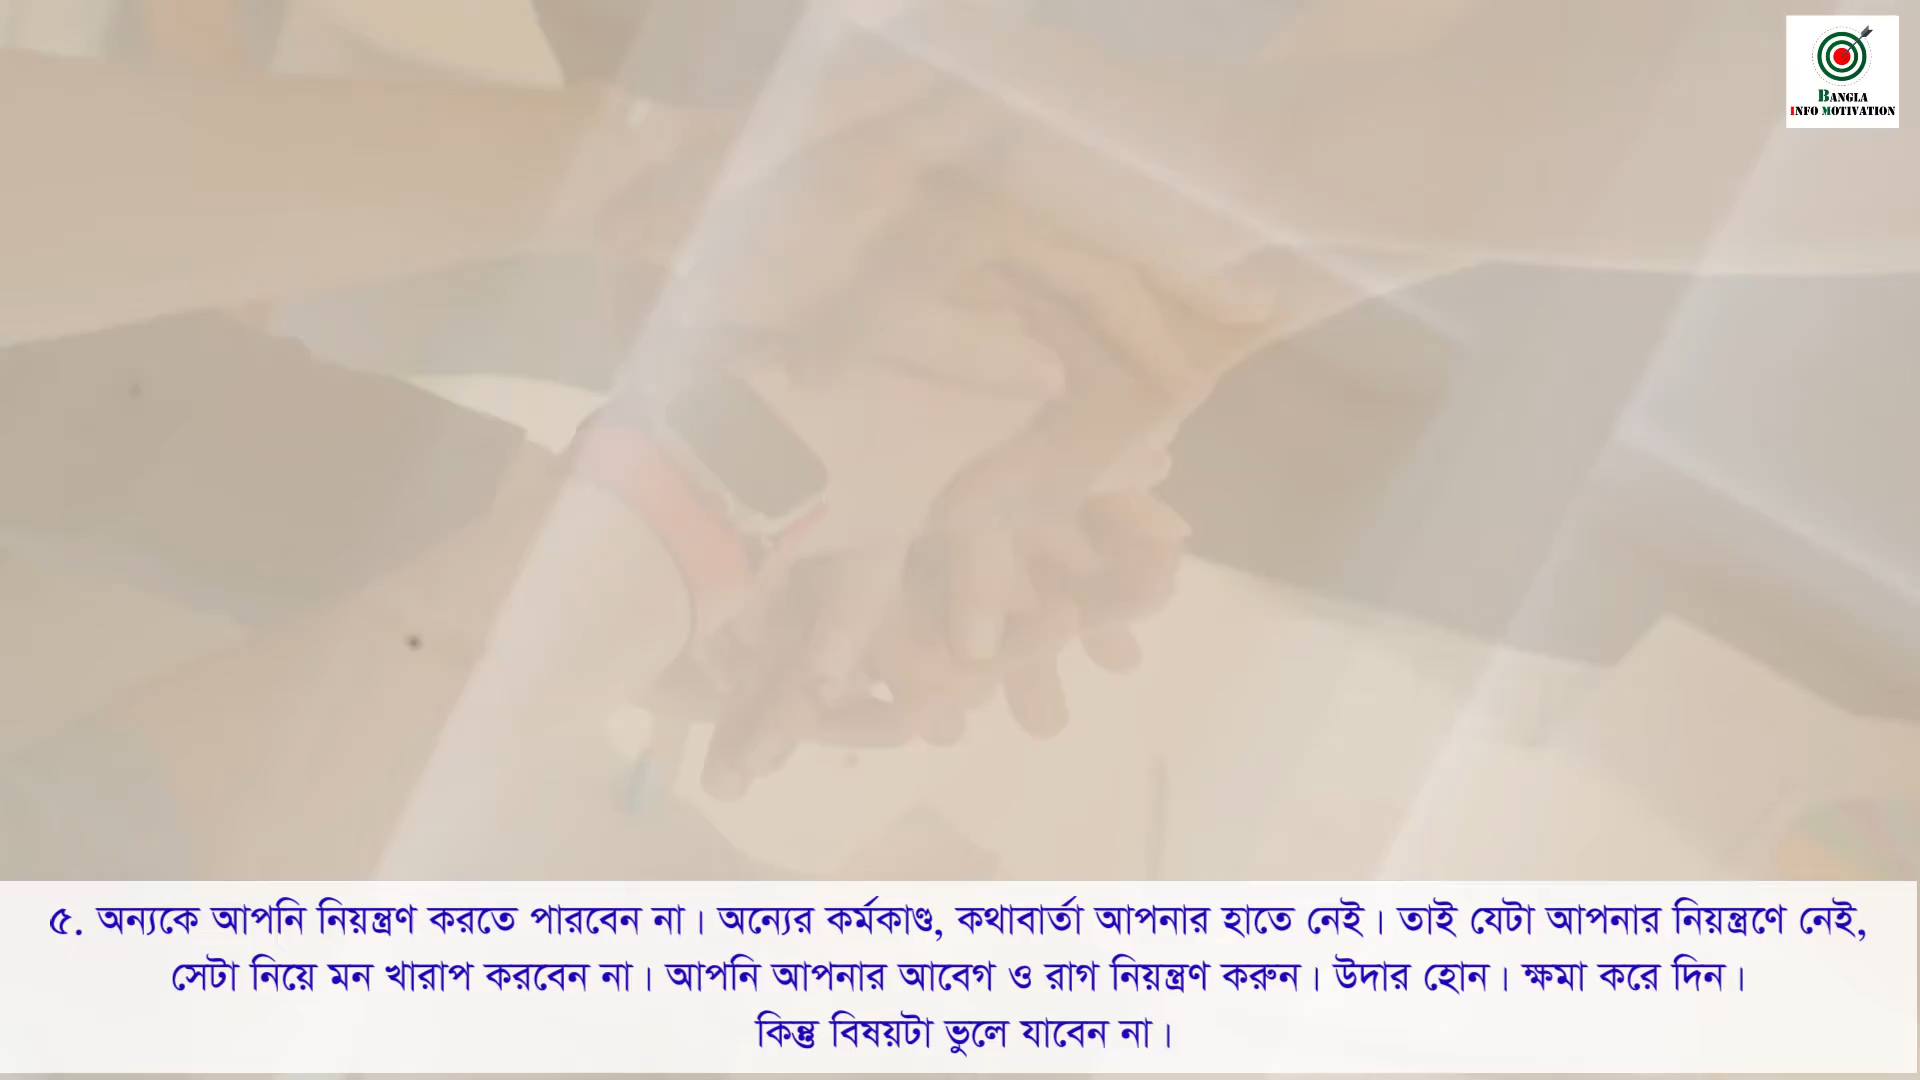 BANGLA
INFO MOTIVATION
৫. অন্যকে আপনি নিয়ন্ত্রণ করতে পারবেন না। অন্যের কর্মকাণ্ড, কথাবার্তা আপনার হাতে নেই। তাই যেটা আপনার নিয়ন্ত্রণে নেই,
সেটা নিয়ে মন খারাপ করবেন না। আপনি আপনার আবেগ ও রাগ নিয়ন্ত্রণ করুন। উদার হোন। ক্ষমা করে দিন।
কিন্তু বিষয়টা ভুলে যাবেন না।